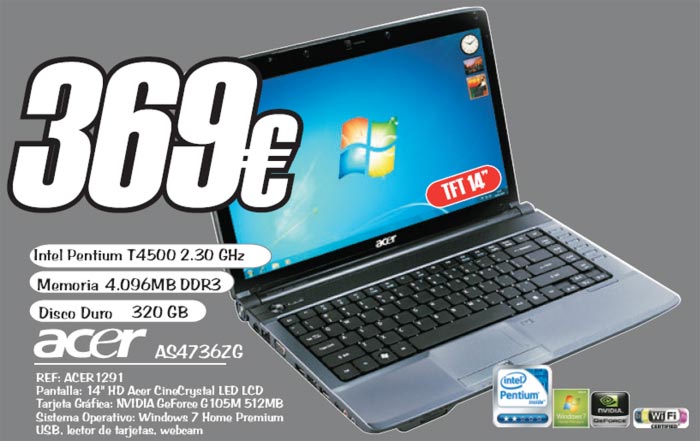 369€
acer
TFT 14"
Intel Pentium T4500 2.30 GHz
Memoria 4.096MB DDR3
Disco Duro 320 GB
acer AS4736ZG
REF: ACER1291
Pantalla: 14" HD Acer CineCrystal LED LCD
Tarjeta Gráfica: NVIDIA GeForce G105M 512MB
Sistema Operativo: Windows 7 Home Premium
USB, lector de tarjetas, webcam
intel
Pentium
inside
Windows 7
NVIDIA
GEFORCE
Wi Fi
CERTIFIED